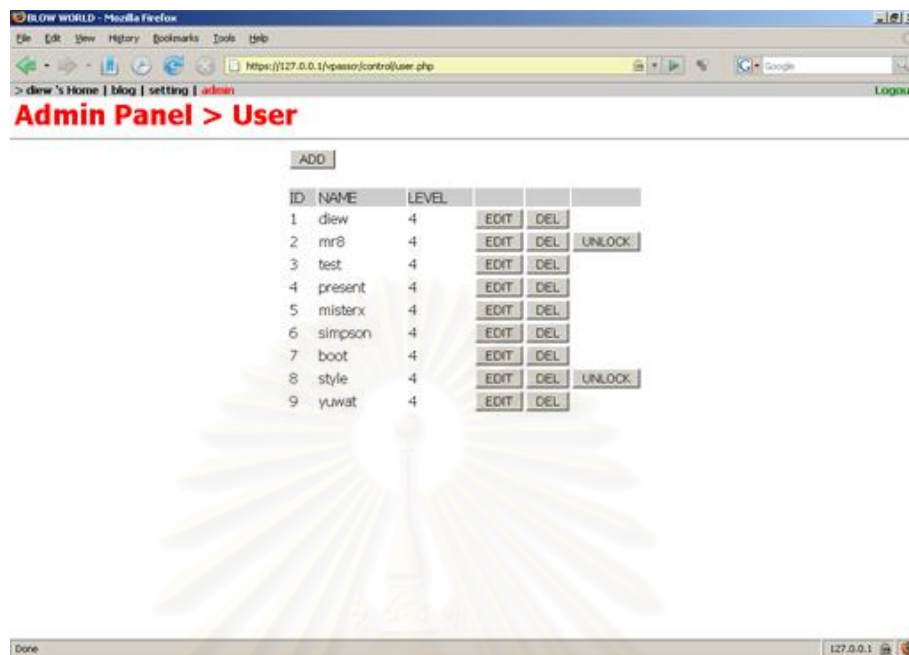 BLOW WORLD - Mozilla Firefox
File Edit View History Bookmarks Tools Help
https://127.0.0.1/vpasscr/control/user.php
Google
> diew 's Home | blog | setting | admin
Logou
Admin Panel > User
ADD
ID NAME LEVEL
1 diew 4 EDIT DEL
2 mr8 4 EDIT DEL UNLOCK
3 test 4 EDIT DEL
4 present 4 EDIT DEL
5 misterx 4 EDIT DEL
6 simpson 4 EDIT DEL
7 boot 4 EDIT DEL
8 style 4 EDIT DEL UNLOCK
9 yuwat 4 EDIT DEL
Done
127.0.0.1